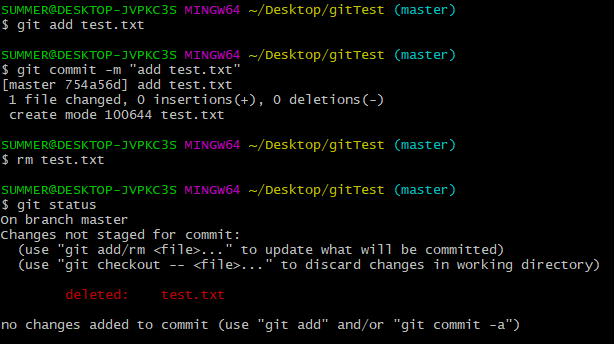 SUMMER@DESKTOP-JVPKC3S MINGW64 ~/Desktop/gitTest (master)
$ git add test.txt
SUMMER@DESKTOP-JVPKC3S MINGW64 ~/Desktop/gitTest (master)
$ git commit -m "add test.txt"
[master 754a56d] add test.txt
 1 file changed, 0 insertions(+), 0 deletions(-)
 create mode 100644 test.txt
SUMMER@DESKTOP-JVPKC3S MINGW64 ~/Desktop/gitTest (master)
$ rm test.txt
SUMMER@DESKTOP-JVPKC3S MINGW64 ~/Desktop/gitTest (master)
$ git status
On branch master
Changes not staged for commit:
  (use "git add/rm <file>..." to update what will be committed)
  (use "git checkout -- <file>..." to discard changes in working directory)
        deleted:    test.txt
no changes added to commit (use "git add" and/or "git commit -a")